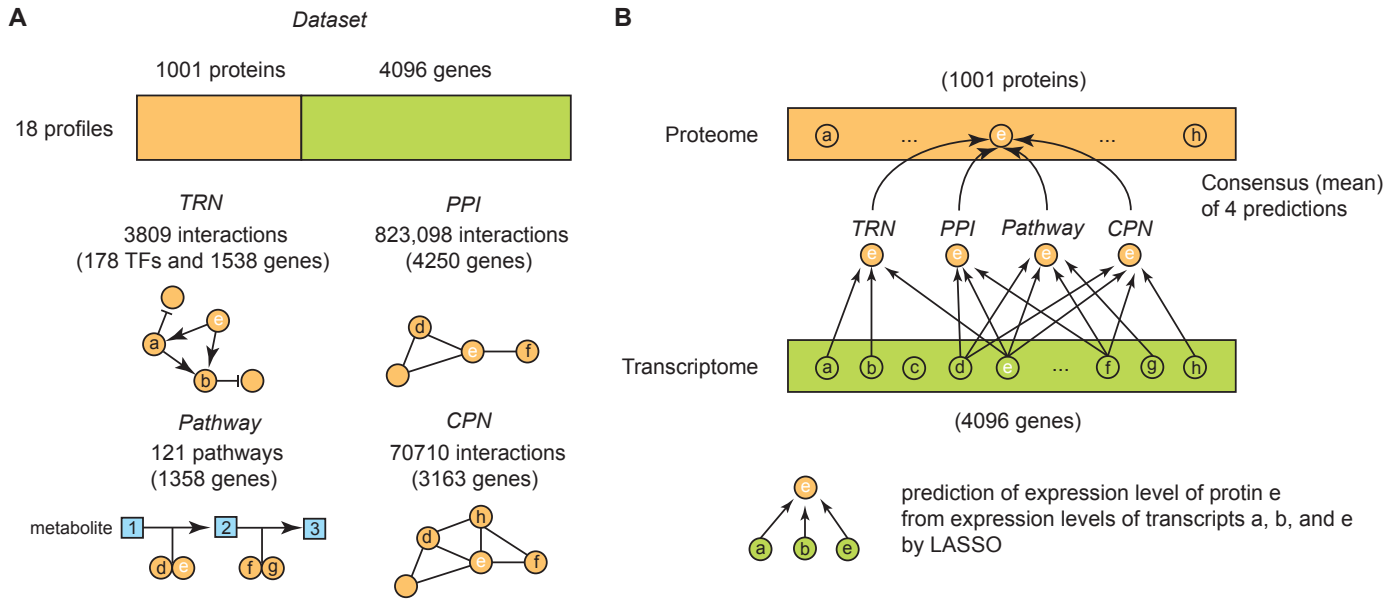 A
Dataset
1001 proteins 4096 genes
18 profiles
TRN
3809 interactions
(178 TFs and 1538 genes)
e
a
b
PPI
823,098 interactions
(4250 genes)
d
e
f
Pathway
121 pathways
(1358 genes)
metabolite 1 2 3
d e f g
CPN
70710 interactions
(3163 genes)
h
d
e
f
B
(1001 proteins)
Proteome a ... e ... h
Consensus (mean)
of 4 predictions
TRN PPI Pathway CPN
e e e e
Transcriptome a b c d e ... f g h
(4096 genes)
e
a b e
prediction of expression level of protin e
from expression levels of transcripts a, b, and e
by LASSO